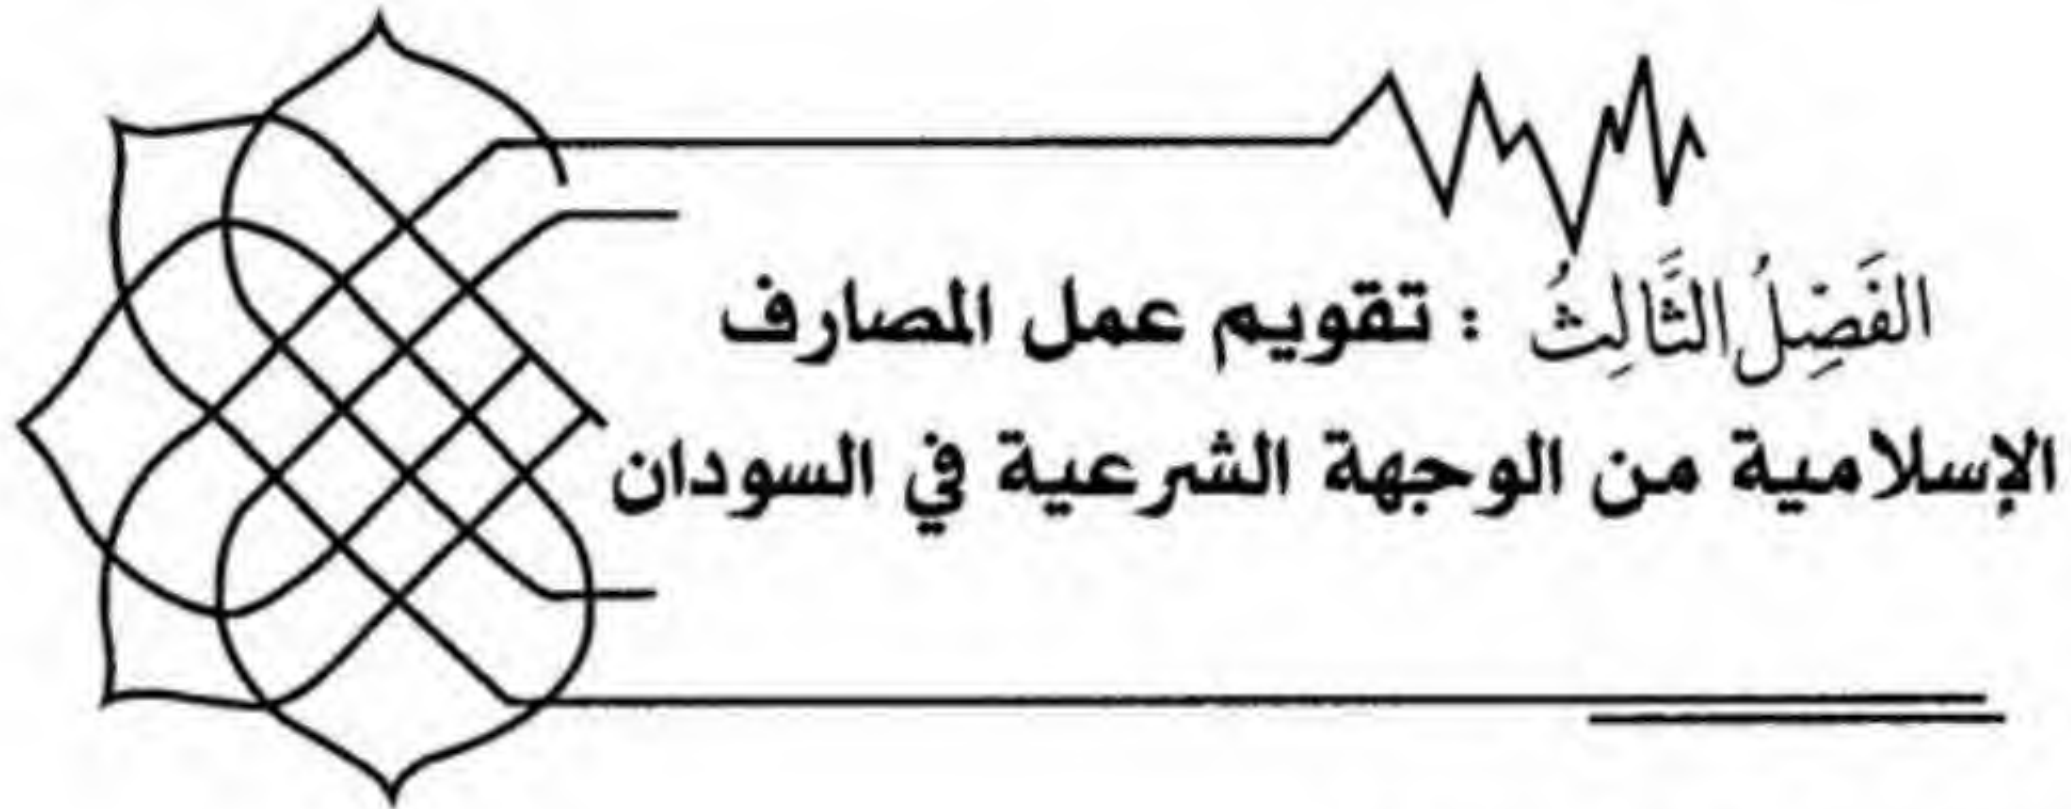 الفَصْلُ الثَّالِثُ : تقويم عمل المصارف
الإسلامية من الوجهة الشرعية في السودان